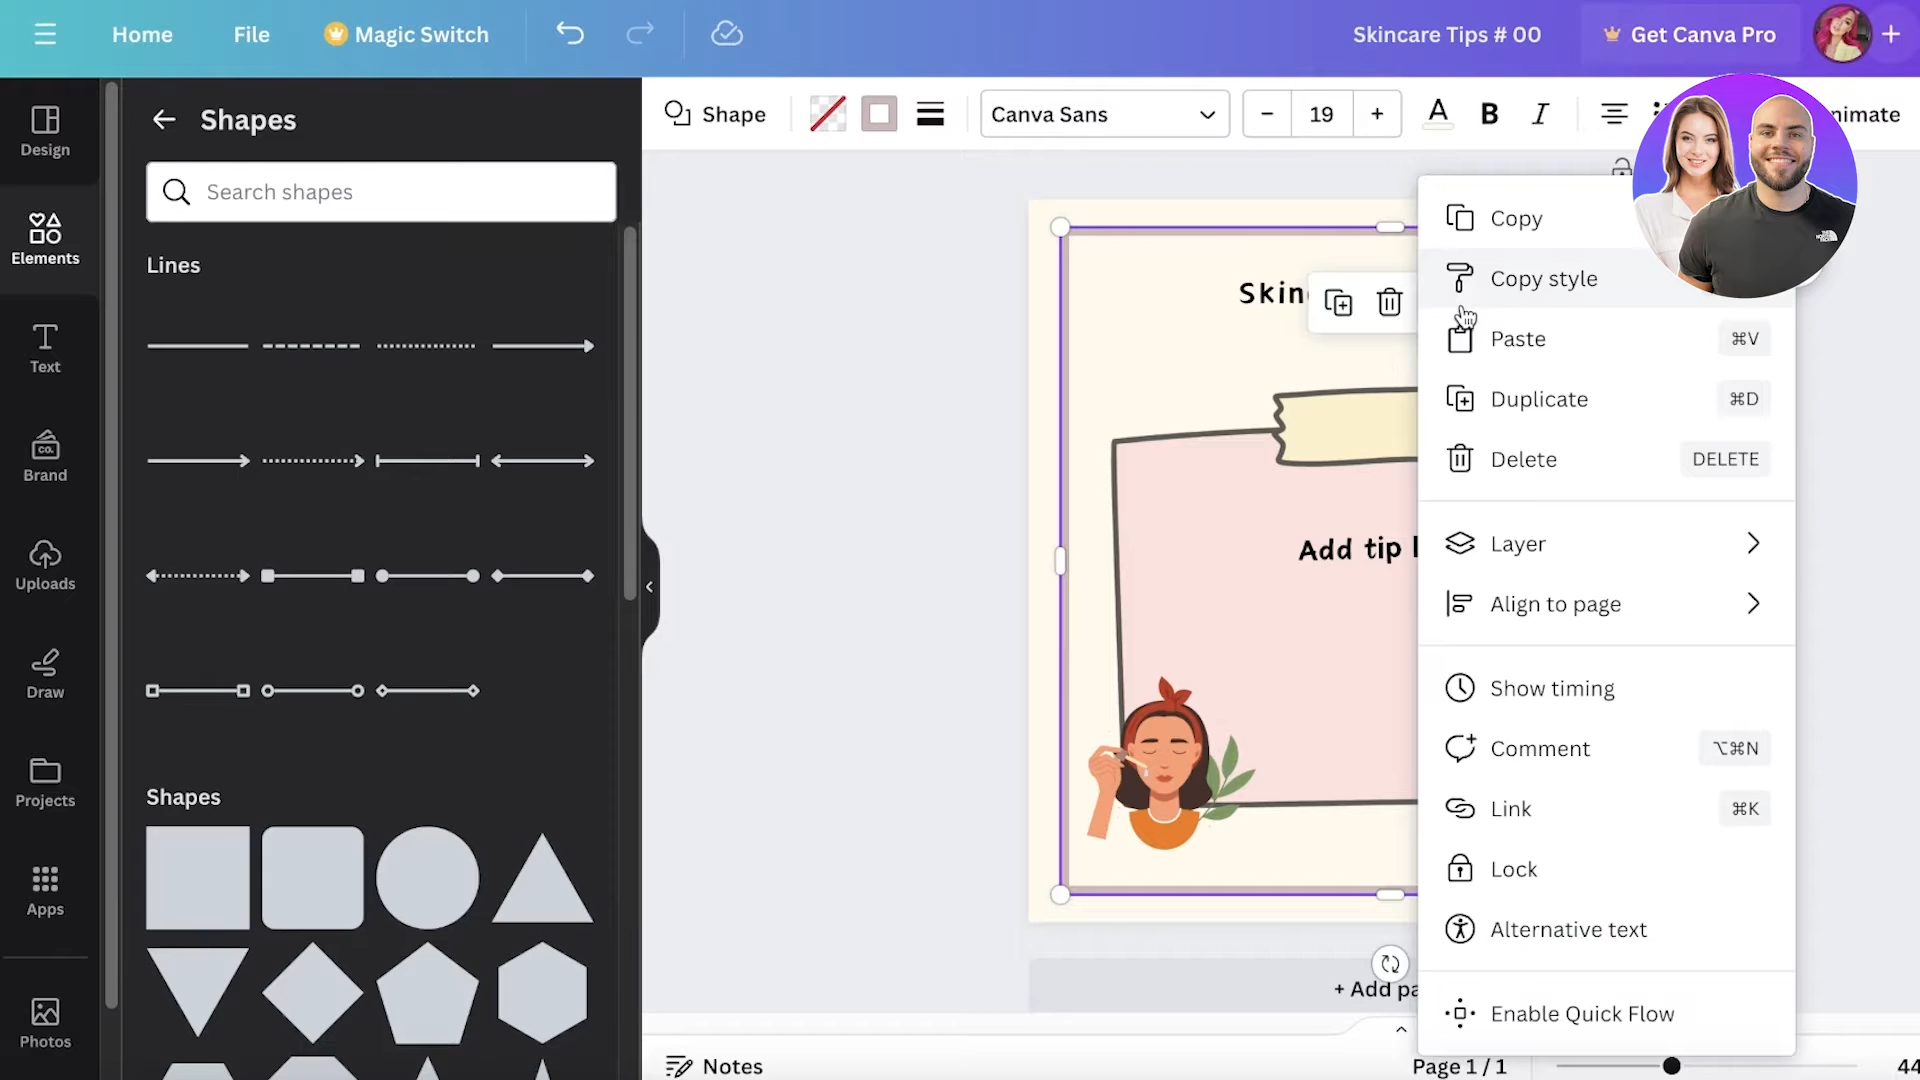 Home File Magic Switch Skincare Tips # 00 Get Canva Pro
Design
Elements
Text
Brand
CO.
Uploads
Draw
Projects
Apps
Photos
Shapes
Search shapes
Lines
Shapes
Shape Canva Sans - 19 + A B I nimate
Skin
Add tip
+ Add pa
Copy
Copy style
Paste ⌘V
Duplicate ⌘D
Delete DELETE
Layer
Align to page
Show timing
Comment ⌥⌘N
Link ⌘K
Lock
Alternative text
Enable Quick Flow
Notes Page 1 / 1 44